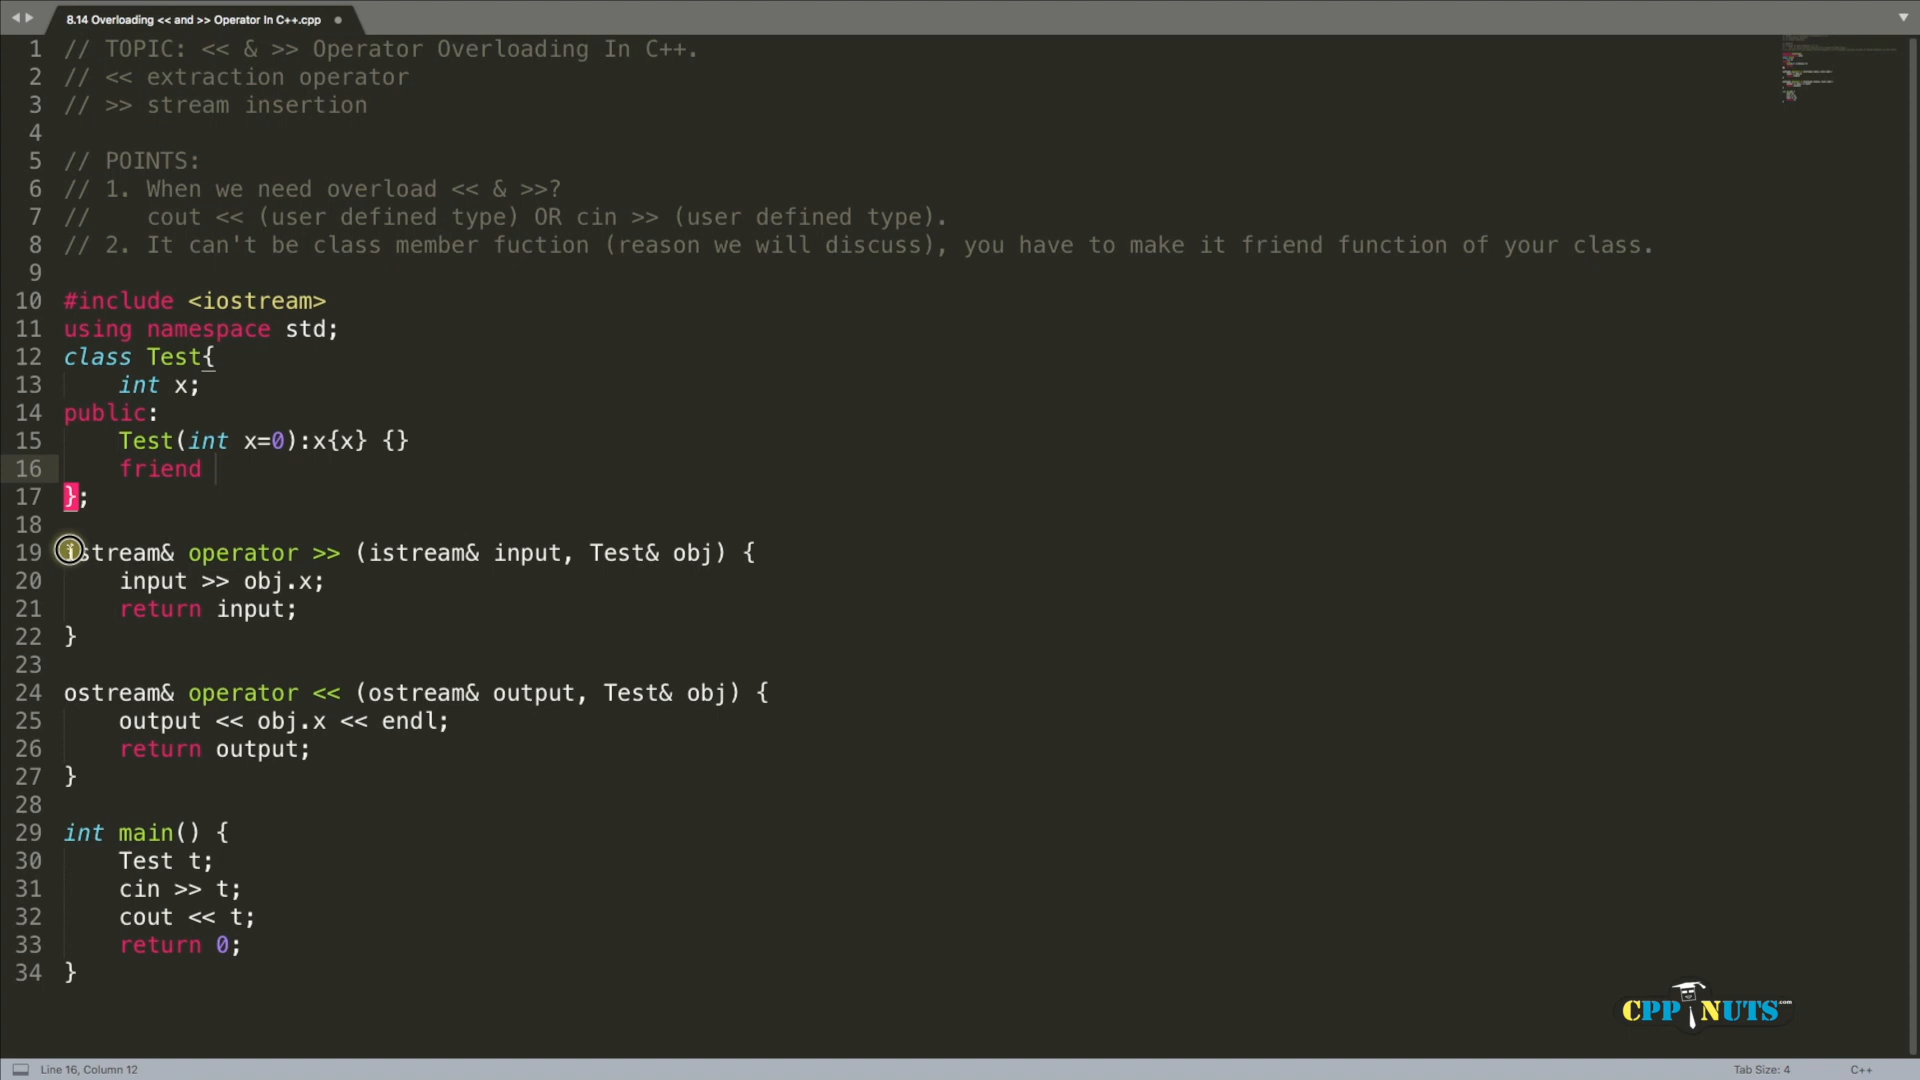 8.14 Overloading << and >> Operator In C++.cpp
1 // TOPIC: << & >> Operator Overloading In C++.
2 // << extraction operator
3 // >> stream insertion
4
5 // POINTS:
6 // 1. When we need overload << & >>?
7 //    cout << (user defined type) OR cin >> (user defined type).
8 // 2. It can't be class member fuction (reason we will discuss), you have to make it friend function of your class.
9
10 #include <iostream>
11 using namespace std;
12 class Test{
13     int x;
14 public:
15     Test(int x=0):x{x} {}
16     friend
17 };
18
19 istream& operator >> (istream& input, Test& obj) {
20     input >> obj.x;
21     return input;
22 }
23
24 ostream& operator << (ostream& output, Test& obj) {
25     output << obj.x << endl;
26     return output;
27 }
28
29 int main() {
30     Test t;
31     cin >> t;
32     cout << t;
33     return 0;
34 }
CPP NUTS .com
Line 16, Column 12 Tab Size: 4 C++